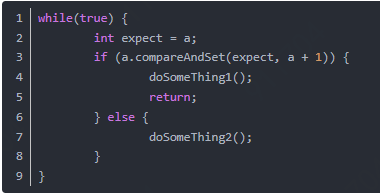 1 while(true) {
2 int expect = a;
3 if (a.compareAndSet(expect, a + 1)) {
4 doSomeThing1();
5 return;
6 } else {
7 doSomeThing2();
8 }
9 }